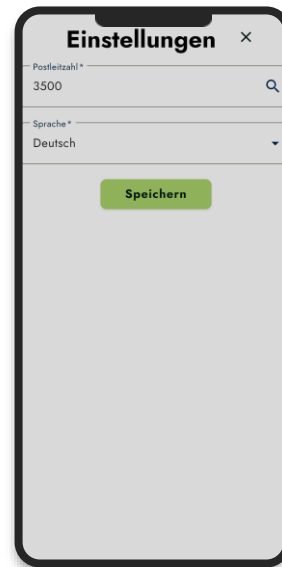 Einstellungen ×
Postleitzahl*
3500
Sprache*
Deutsch
Speichern